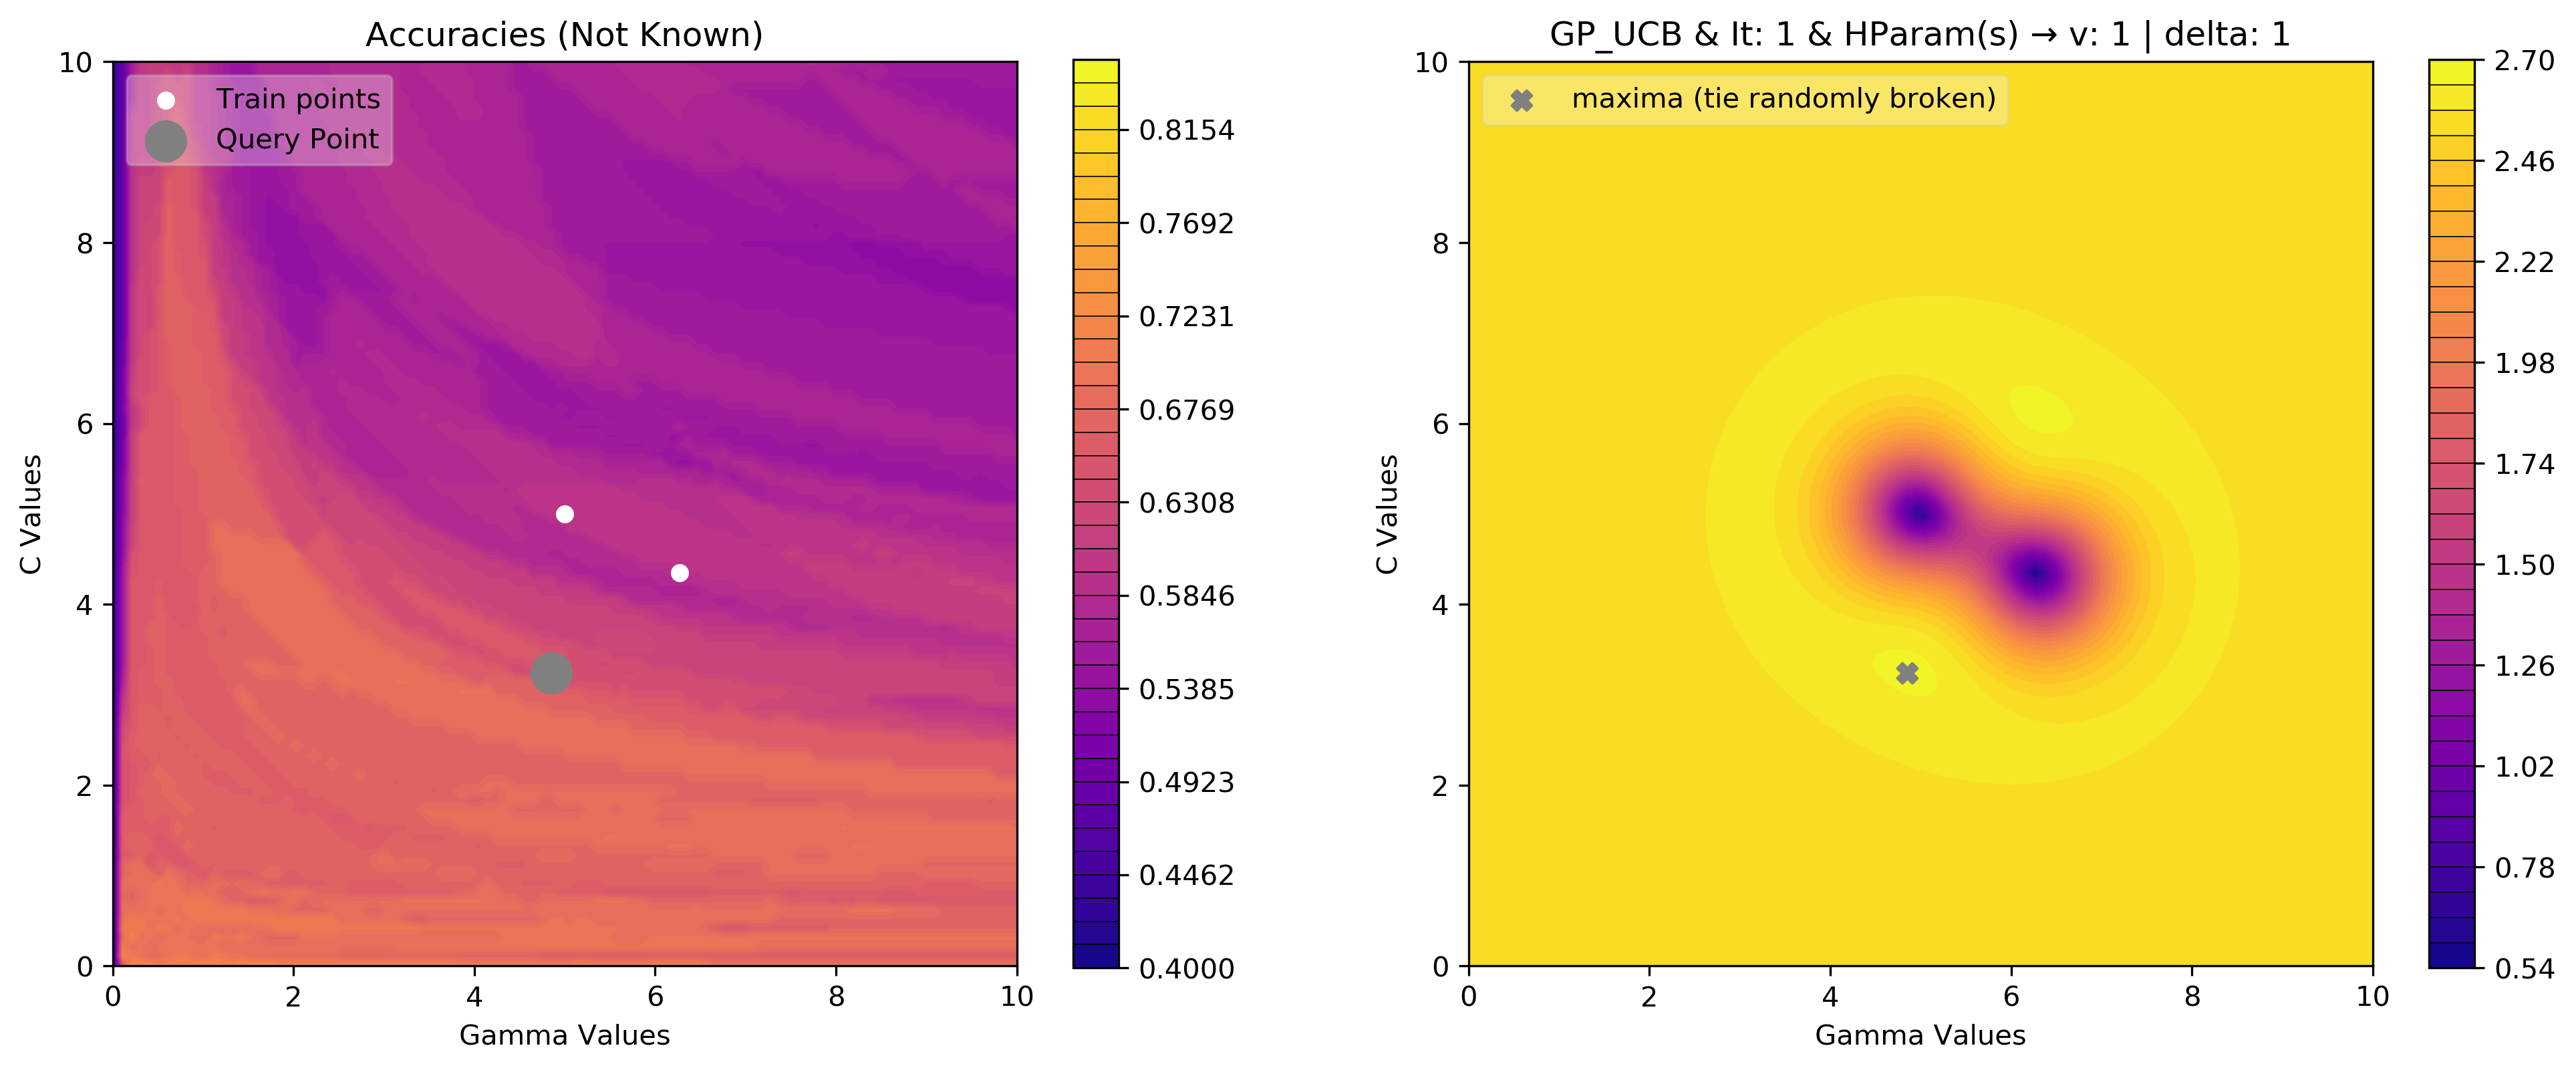 Accuracies (Not Known)
Train points
Query Point
10
8
6
4
2
0
C Values
0 2 4 6 8 10
Gamma Values
0.8154
0.7692
0.7231
0.6769
0.6308
0.5846
0.5385
0.4923
0.4462
0.4000
GP_UCB & It: 1 & HParam(s) → v: 1 | delta: 1
maxima (tie randomly broken)
10
8
6
4
2
0
C Values
0 2 4 6 8 10
Gamma Values
2.70
2.46
2.22
1.98
1.74
1.50
1.26
1.02
0.78
0.54